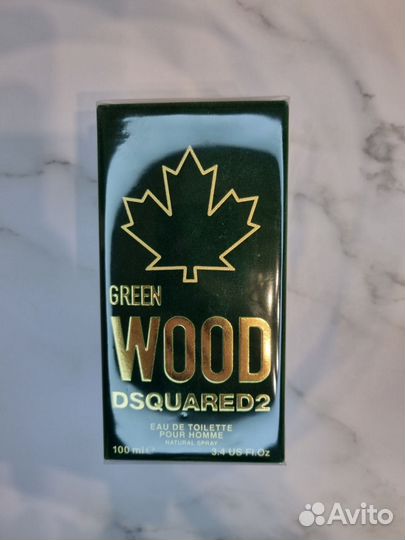 GREEN
WOOD
DSQUARED2
EAU DE TOILETTE
POUR HOMME
NATURAL SPRAY
100 ml e 3.4 US Fl.Oz
Avito